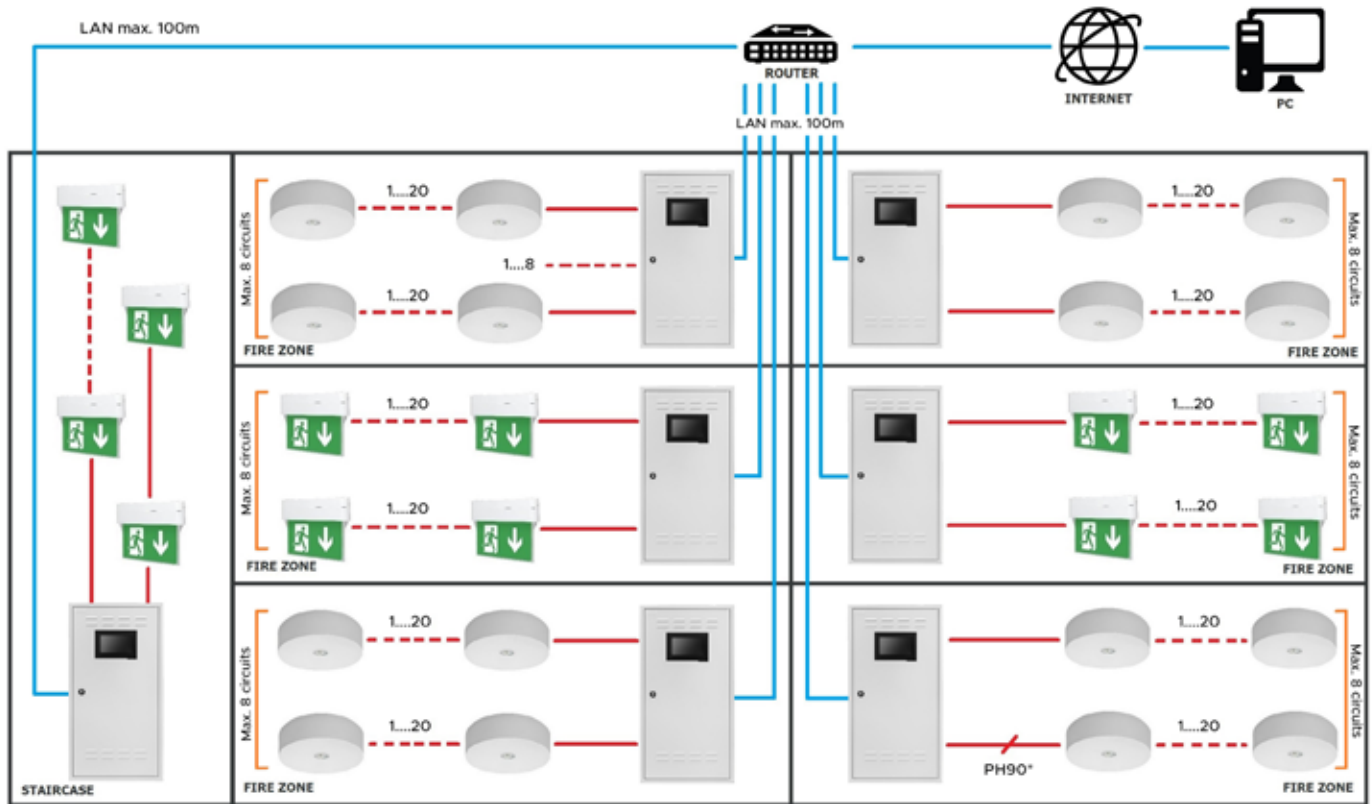 LAN max. 100m
ROUTER
INTERNET
PC
LAN max. 100m
Max. 8 circuits
1....20
1....8
1....20
FIRE ZONE
1....20
1....20
Max. 8 circuits
FIRE ZONE
Max. 8 circuits
1....20
1....20
FIRE ZONE
1....20
1....20
Max. 8 circuits
FIRE ZONE
Max. 8 circuits
1....20
1....20
FIRE ZONE
1....20
PH90*
1....20
Max. 8 circuits
FIRE ZONE
STAIRCASE